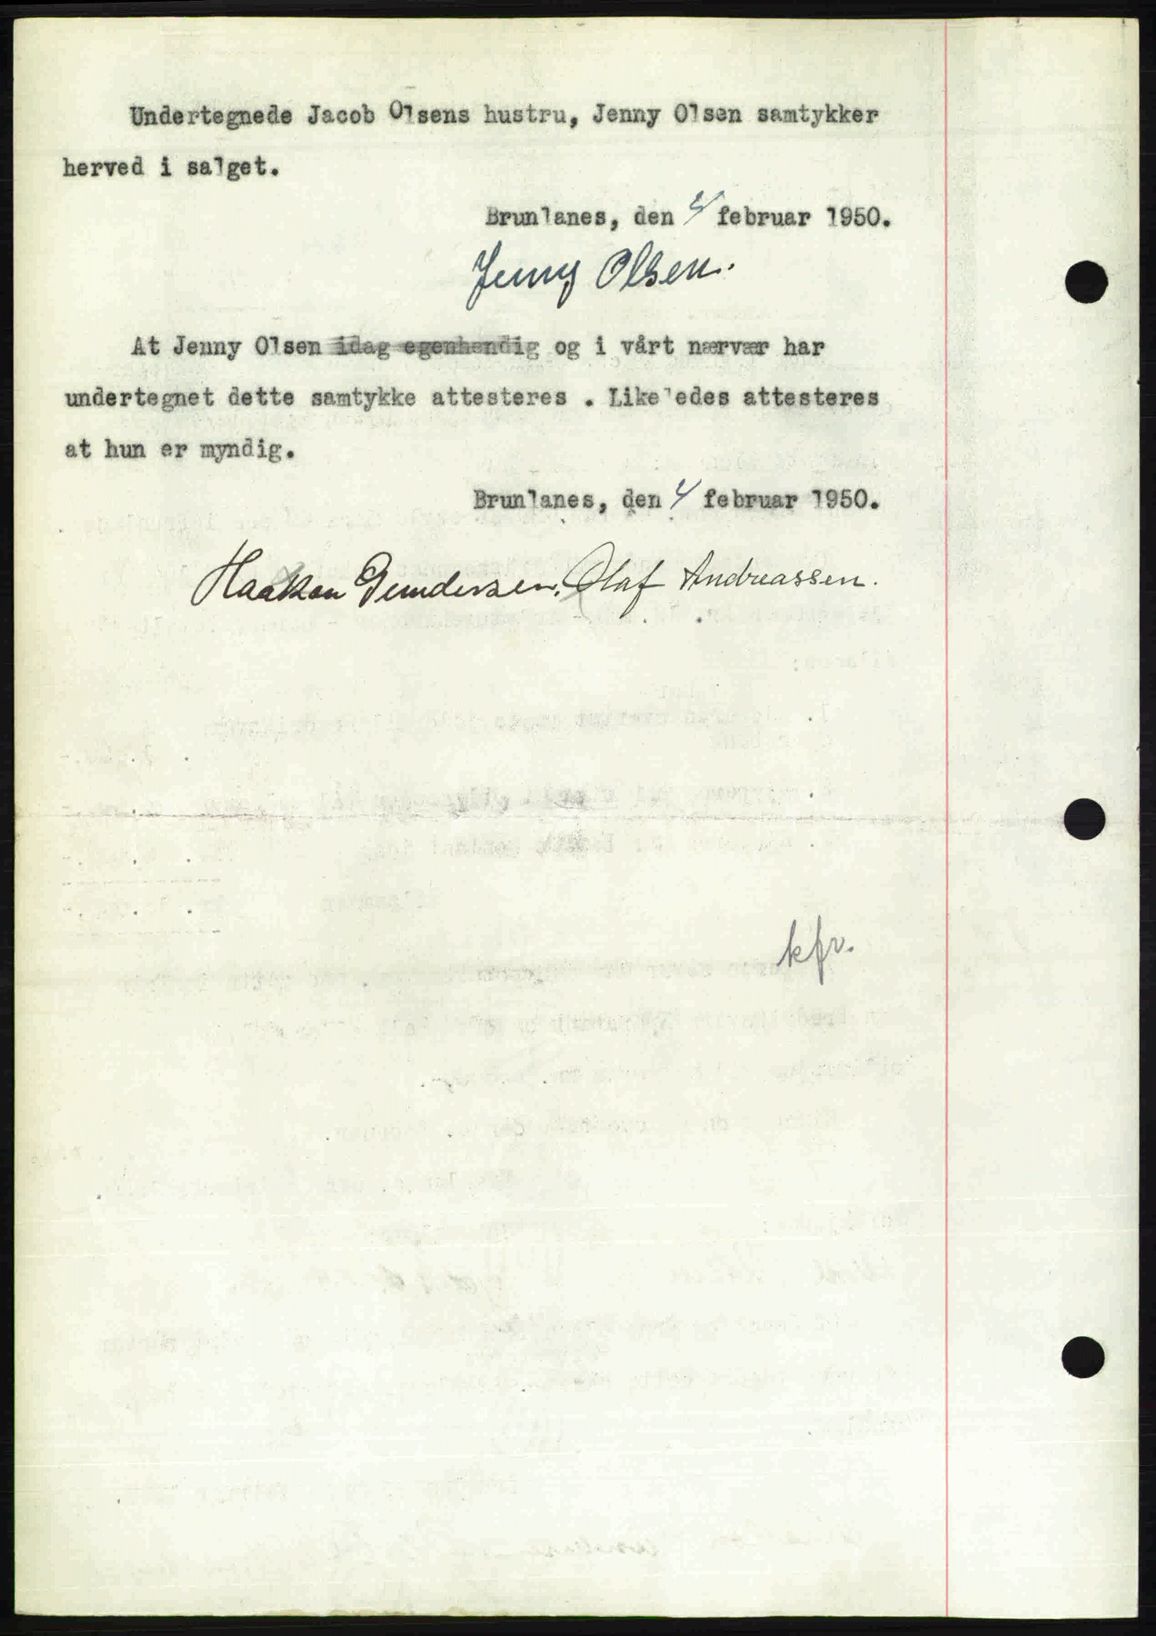 Undertegnede Jacob Olsens hustru, Jenny Olsen samtykker
herved i salget.
Brunlanes, den 4 februar 1950.
Jenny Olsen.
At Jenny Olsen idag egenhendig og i vårt nærvær har
undertegnet dette samtykke attesteres . Likeledes attesteres
at hun er myndig.
Brunlanes, den 4 februar 1950.
Haakon Gundersen. Olaf Andreassen.
kfr.